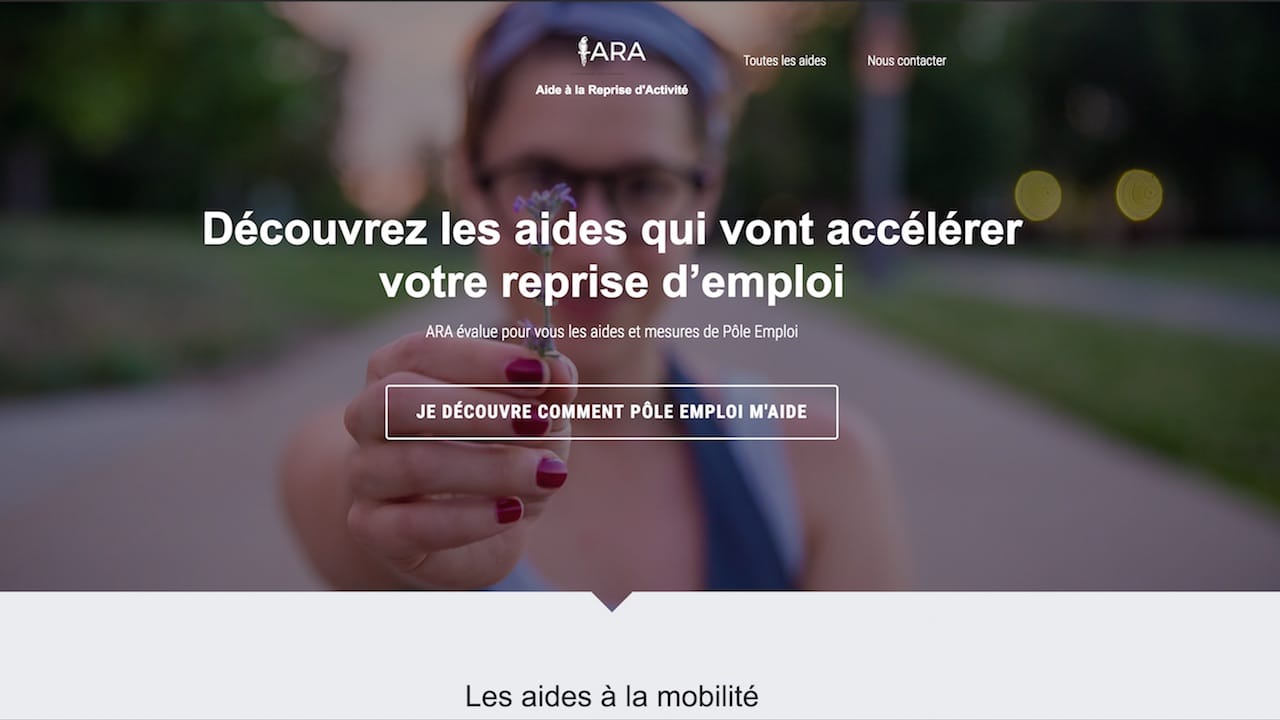 ARA
Aide à la Reprise d'Activité
Toutes les aides
Nous contacter
Découvrez les aides qui vont accélérer
votre reprise d’emploi
ARA évalue pour vous les aides et mesures de Pôle Emploi
JE DÉCOUVRE COMMENT PÔLE EMPLOI M'AIDE
Les aides à la mobilité